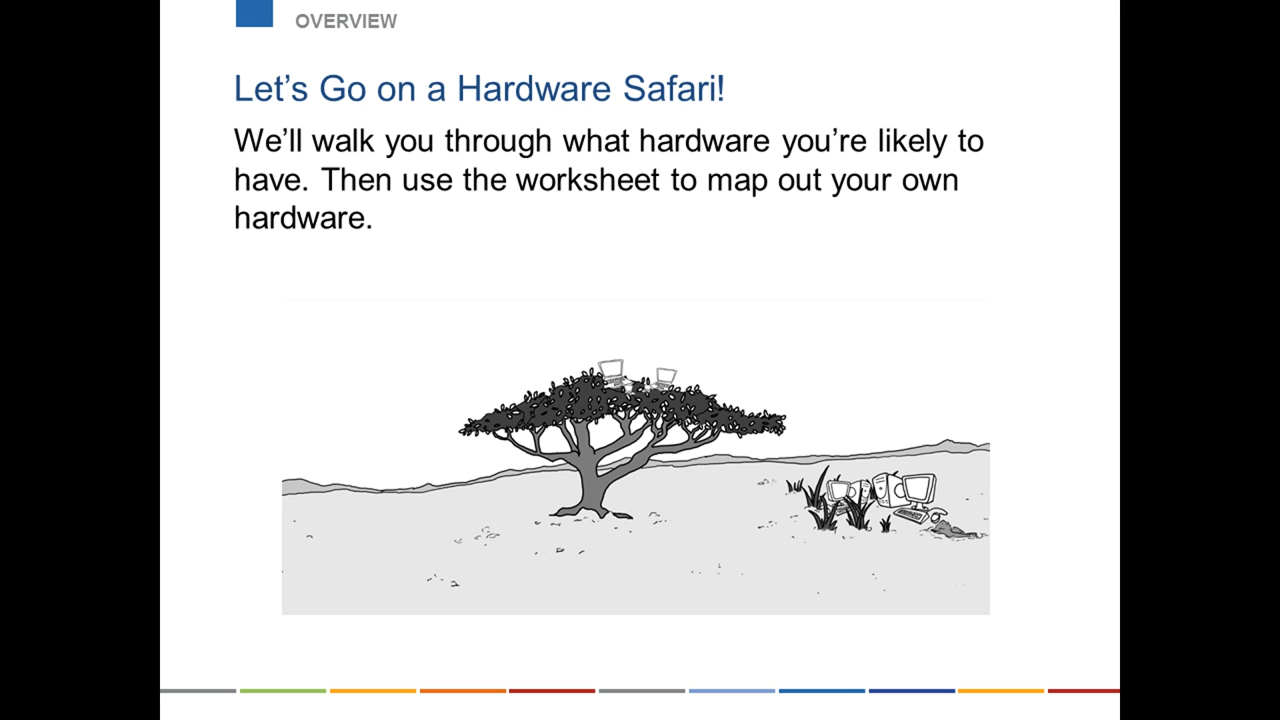 OVERVIEW
Let’s Go on a Hardware Safari!
We’ll walk you through what hardware you’re likely to
have. Then use the worksheet to map out your own
hardware.